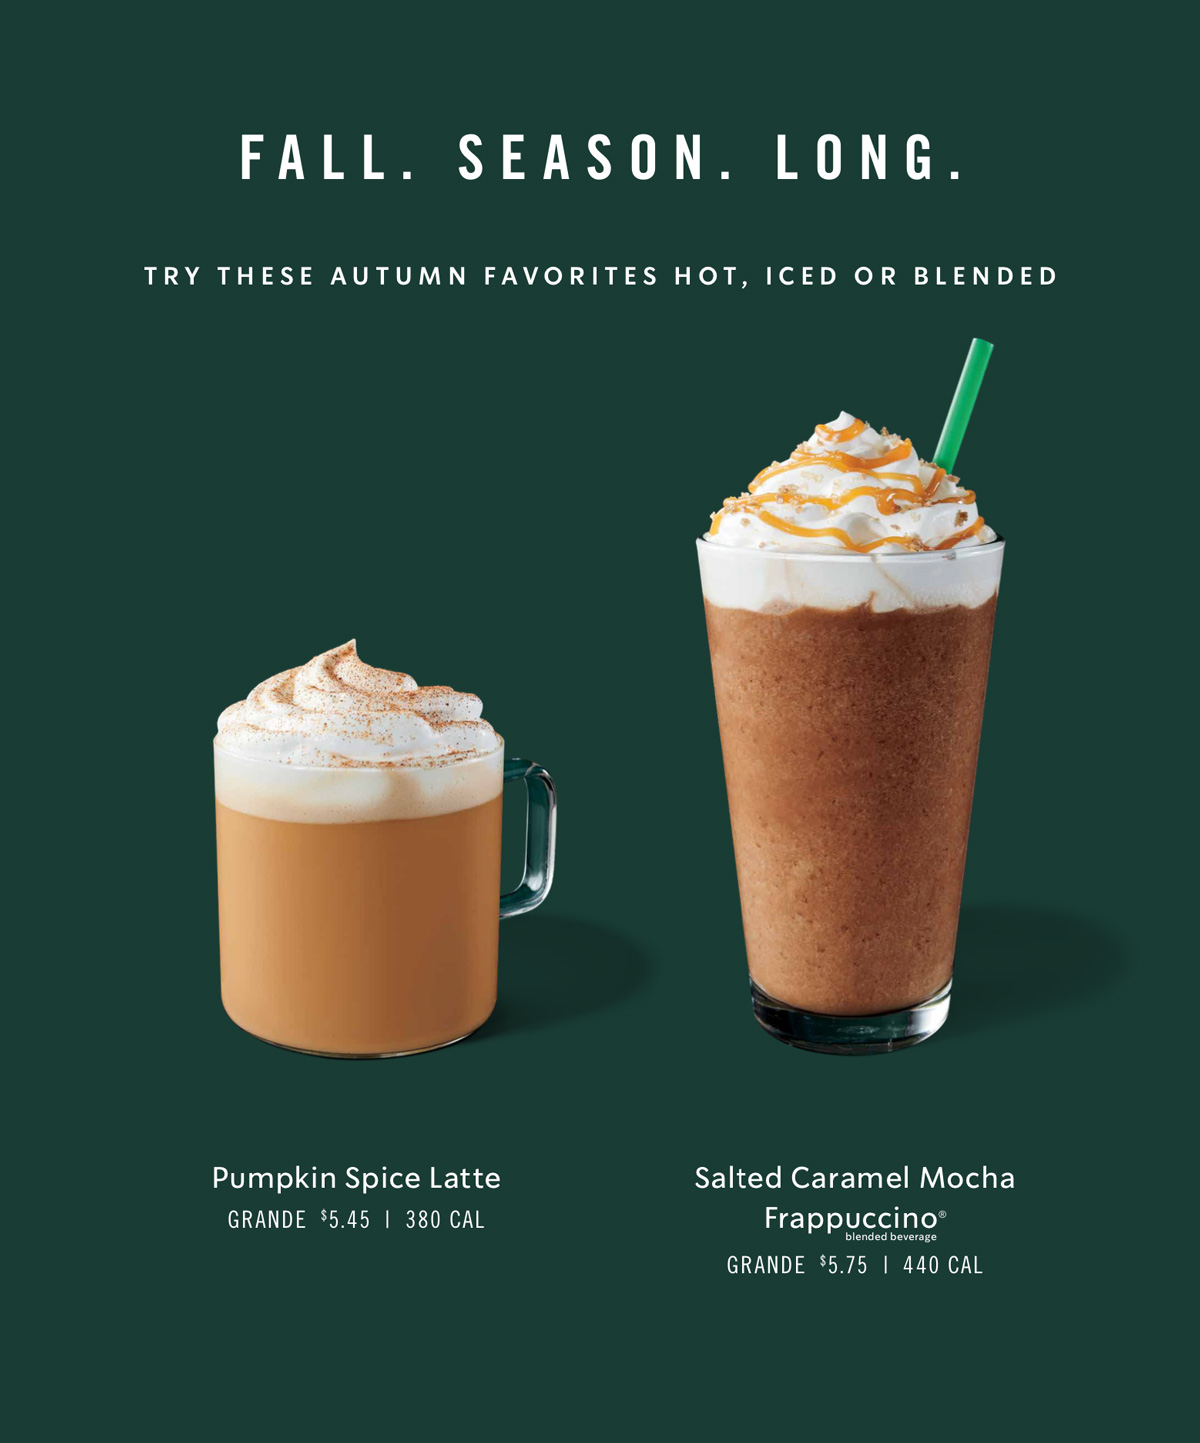 FALL. SEASON. LONG.
TRY THESE AUTUMN FAVORITES HOT, ICED OR BLENDED
Pumpkin Spice Latte
GRANDE $5.45 | 380 CAL
Salted Caramel Mocha
Frappuccino®
blended beverage
GRANDE $5.75 | 440 CAL